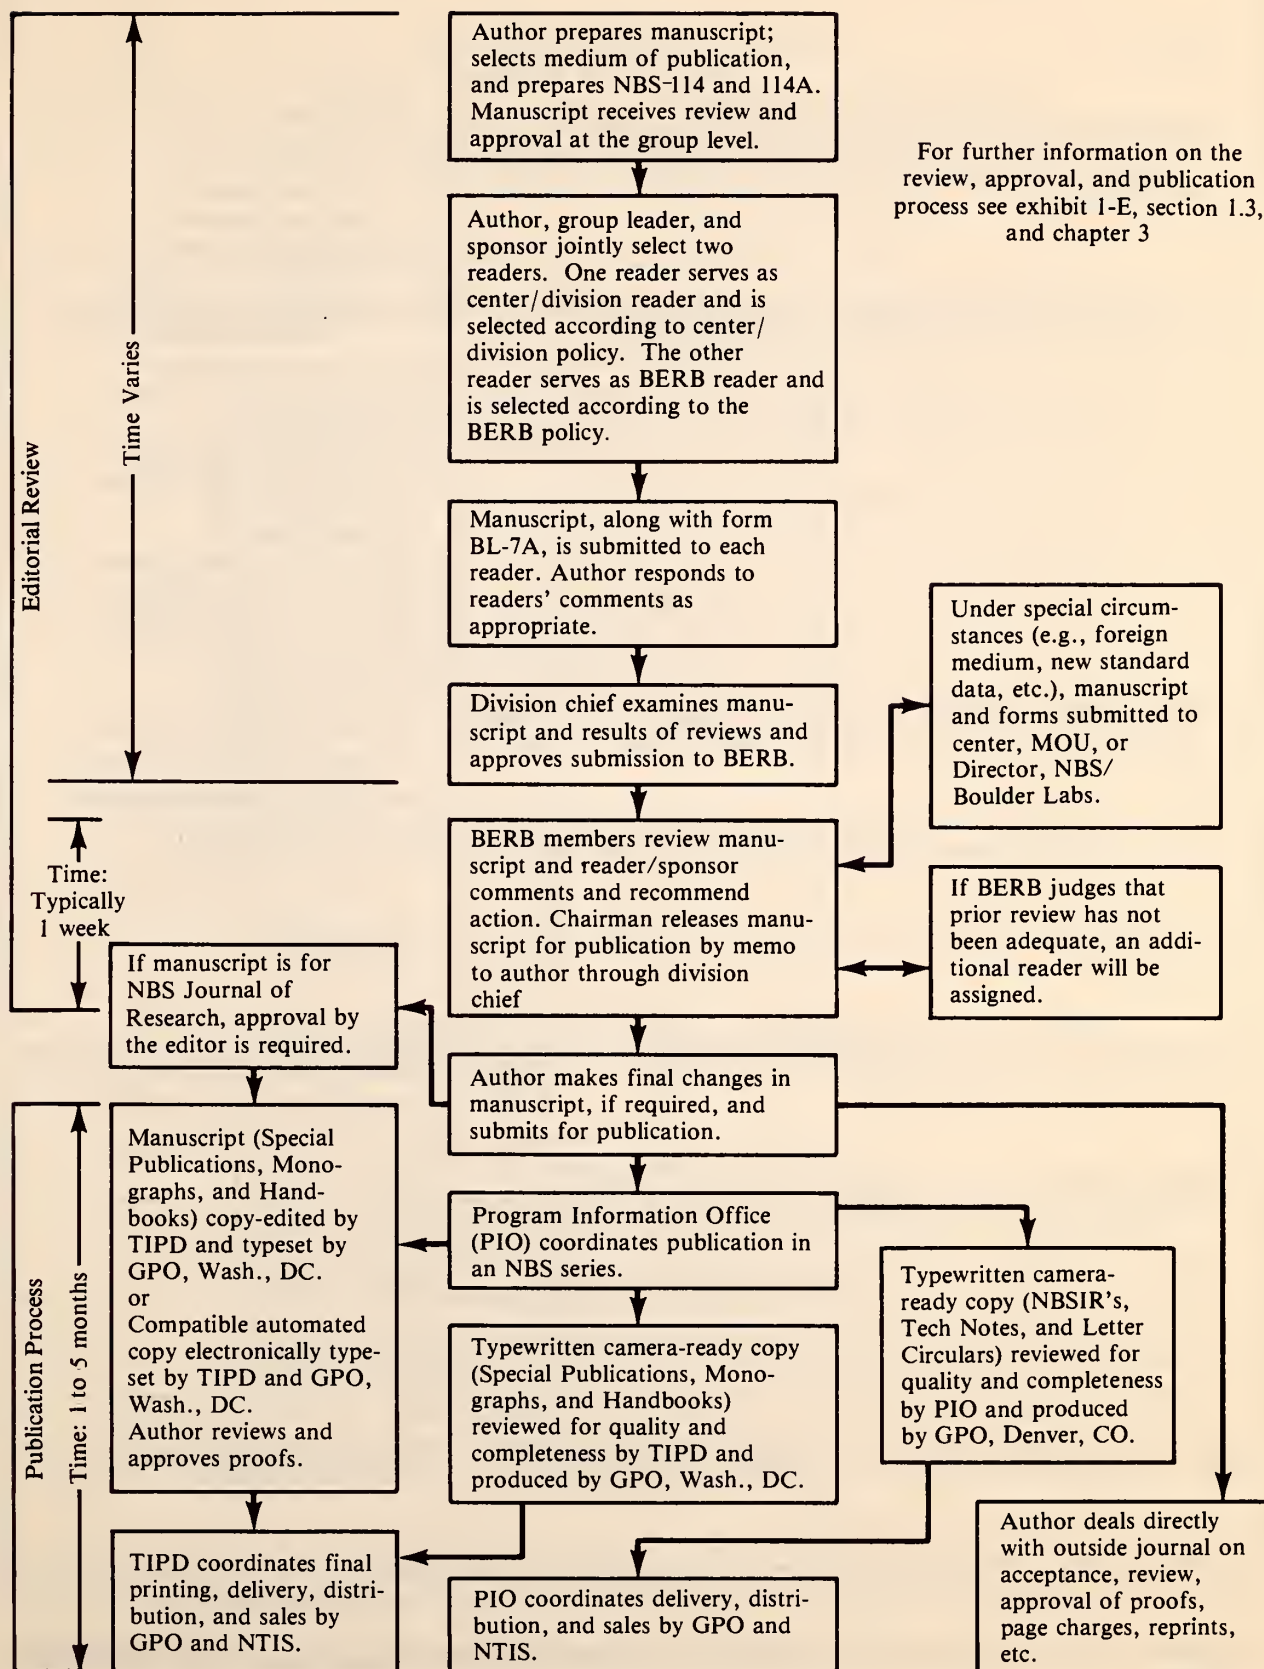 Author prepares manuscript;
selects medium of publication,
and prepares NBS-114 and 114A.
Manuscript receives review and
approval at the group level.
For further information on the
review, approval, and publication
process see exhibit 1-E, section 1.3,
and chapter 3
Author, group leader, and
sponsor jointly select two
readers. One reader serves as
center/division reader and is
selected according to center/
division policy. The other
reader serves as BERB reader and
is selected according to the
BERB policy.
Time Varies
Editorial Review
Manuscript, along with form
BL-7A, is submitted to each
reader. Author responds to
readers' comments as
appropriate.
Division chief examines manu-
script and results of reviews and
approves submission to BERB.
Under special circum-
stances (e.g., foreign
medium, new standard
data, etc.), manuscript
and forms submitted to
center, MOU, or
Director, NBS/
Boulder Labs.
Time:
Typically
1 week
BERB members review manu-
script and reader/sponsor
comments and recommend
action. Chairman releases manu-
script for publication by memo
to author through division
chief
If BERB judges that
prior review has not
been adequate, an addi-
tional reader will be
assigned.
If manuscript is for
NBS Journal of
Research, approval by
the editor is required.
Author makes final changes in
manuscript, if required, and
submits for publication.
Publication Process
Time: 1 to 5 months
Manuscript (Special
Publications, Mono-
graphs, and Hand-
books) copy-edited by
TIPD and typeset by
GPO, Wash., DC.
or
Compatible automated
copy electronically type-
set by TIPD and GPO,
Wash., DC.
Author reviews and
approves proofs.
Program Information Office
(PIO) coordinates publication in
an NBS series.
Typewritten camera-
ready copy (NBSIR's,
Tech Notes, and Letter
Circulars) reviewed for
quality and completeness
by PIO and produced
by GPO, Denver, CO.
Typewritten camera-ready copy
(Special Publications, Mono-
graphs, and Handbooks)
reviewed for quality and
completeness by TIPD and
produced by GPO, Wash., DC.
TIPD coordinates final
printing, delivery, distri-
bution, and sales by
GPO and NTIS.
PIO coordinates delivery, distri-
bution, and sales by GPO and
NTIS.
Author deals directly
with outside journal on
acceptance, review,
approval of proofs,
page charges, reprints,
etc.